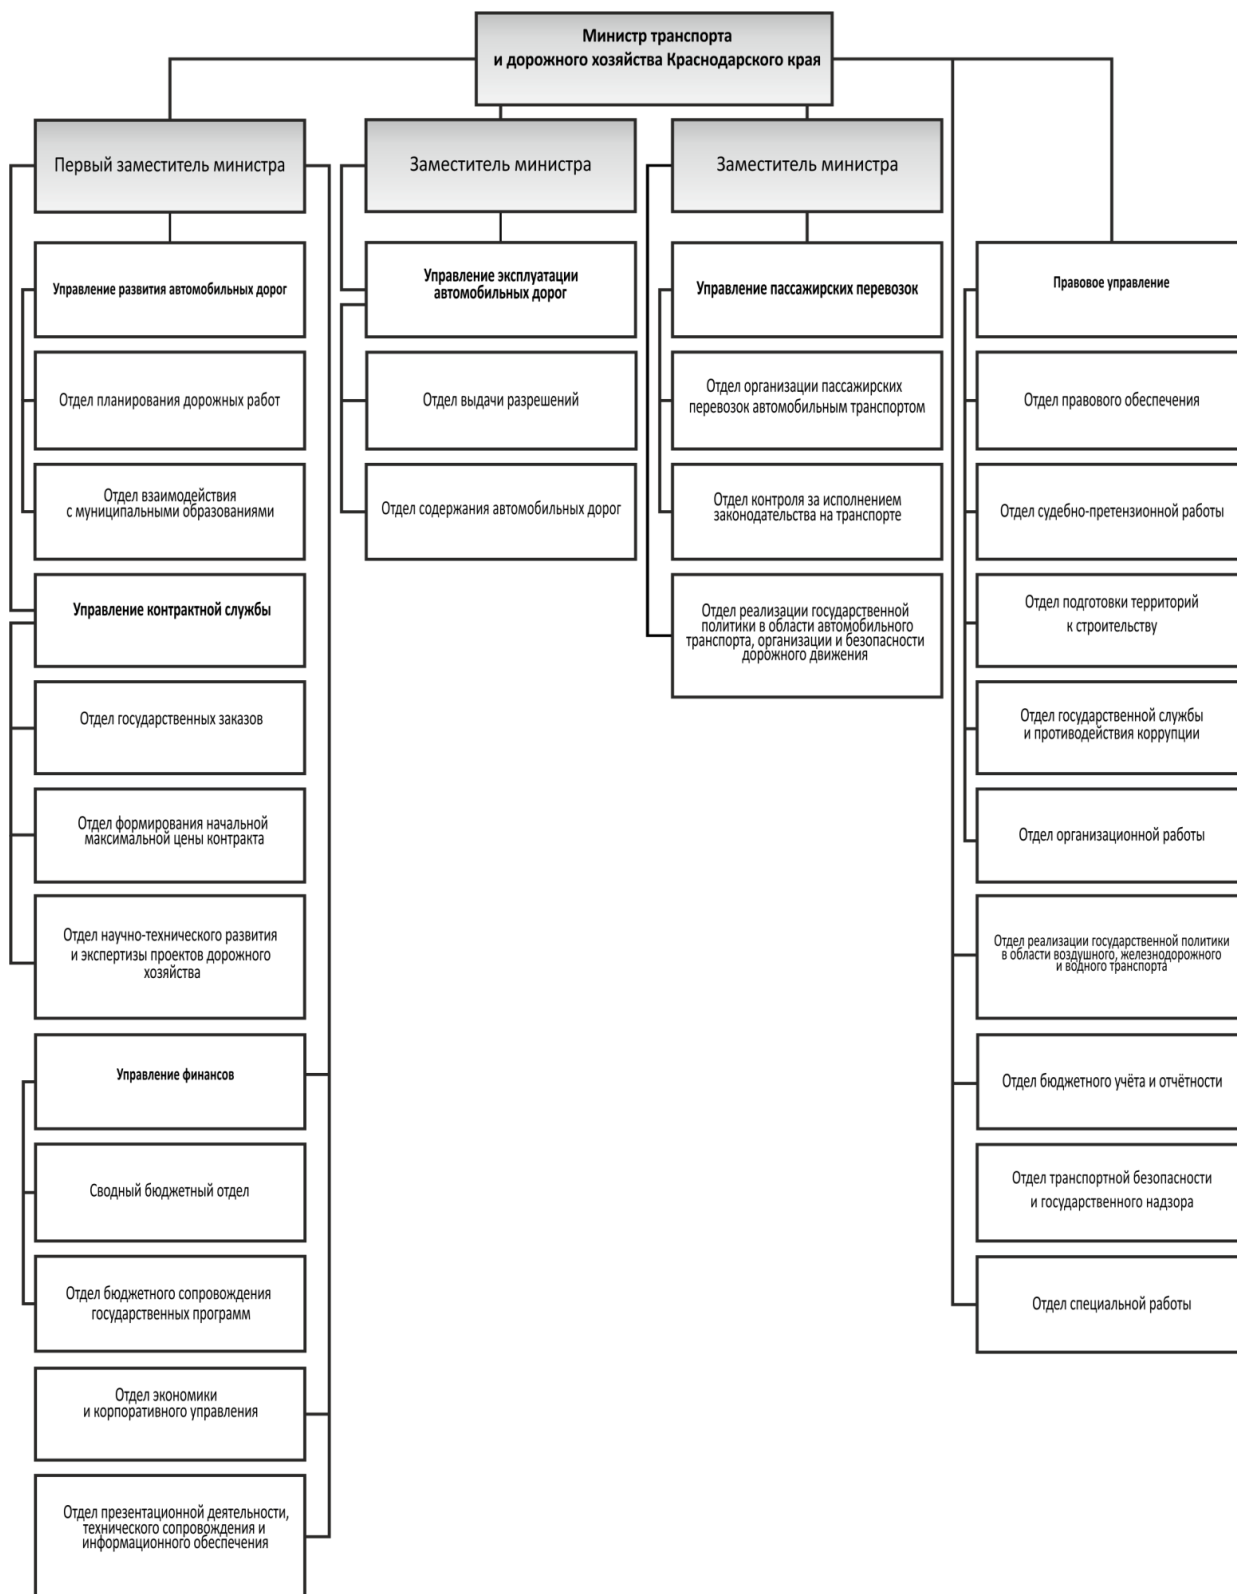 Министр транспорта
и дорожного хозяйства Краснодарского края
Первый заместитель министра
Заместитель министра
Заместитель министра
Управление развития автомобильных дорог
Отдел планирования дорожных работ
Отдел взаимодействия
с муниципальными образованиями
Управление контрактной службы
Отдел государственных заказов
Отдел формирования начальной
максимальной цены контракта
Отдел научно-технического развития
и экспертизы проектов дорожного
хозяйства
Управление финансов
Сводный бюджетный отдел
Отдел бюджетного сопровождения
государственных программ
Отдел экономики
и корпоративного управления
Отдел презентационной деятельности,
технического сопровождения и
информационного обеспечения
Управление эксплуатации
автомобильных дорог
Отдел выдачи разрешений
Отдел содержания автомобильных дорог
Управление пассажирских перевозок
Отдел организации пассажирских
перевозок автомобильным транспортом
Отдел контроля за исполнением
законодательства на транспорте
Отдел реализации государственной
политики в области автомобильного
транспорта, организации и безопасности
дорожного движения
Правовое управление
Отдел правового обеспечения
Отдел судебно-претензионной работы
Отдел подготовки территорий
к строительству
Отдел государственной службы
и противодействия коррупции
Отдел организационной работы
Отдел реализации государственной политики
в области воздушного, железнодорожного
и водного транспорта
Отдел бюджетного учёта и отчётности
Отдел транспортной безопасности
и государственного надзора
Отдел специальной работы